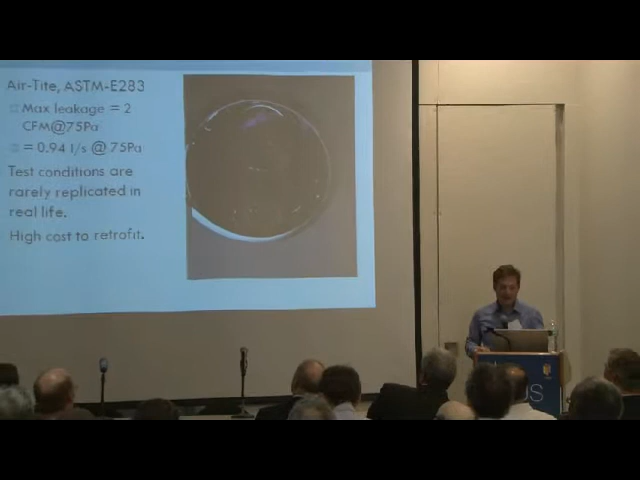 Air-Tite, ASTM-E283
Max leakage = 2
CFM@75Pa
= 0.94 l/s @ 75Pa
Test conditions are
rarely replicated in
real life.
High cost to retrofit.